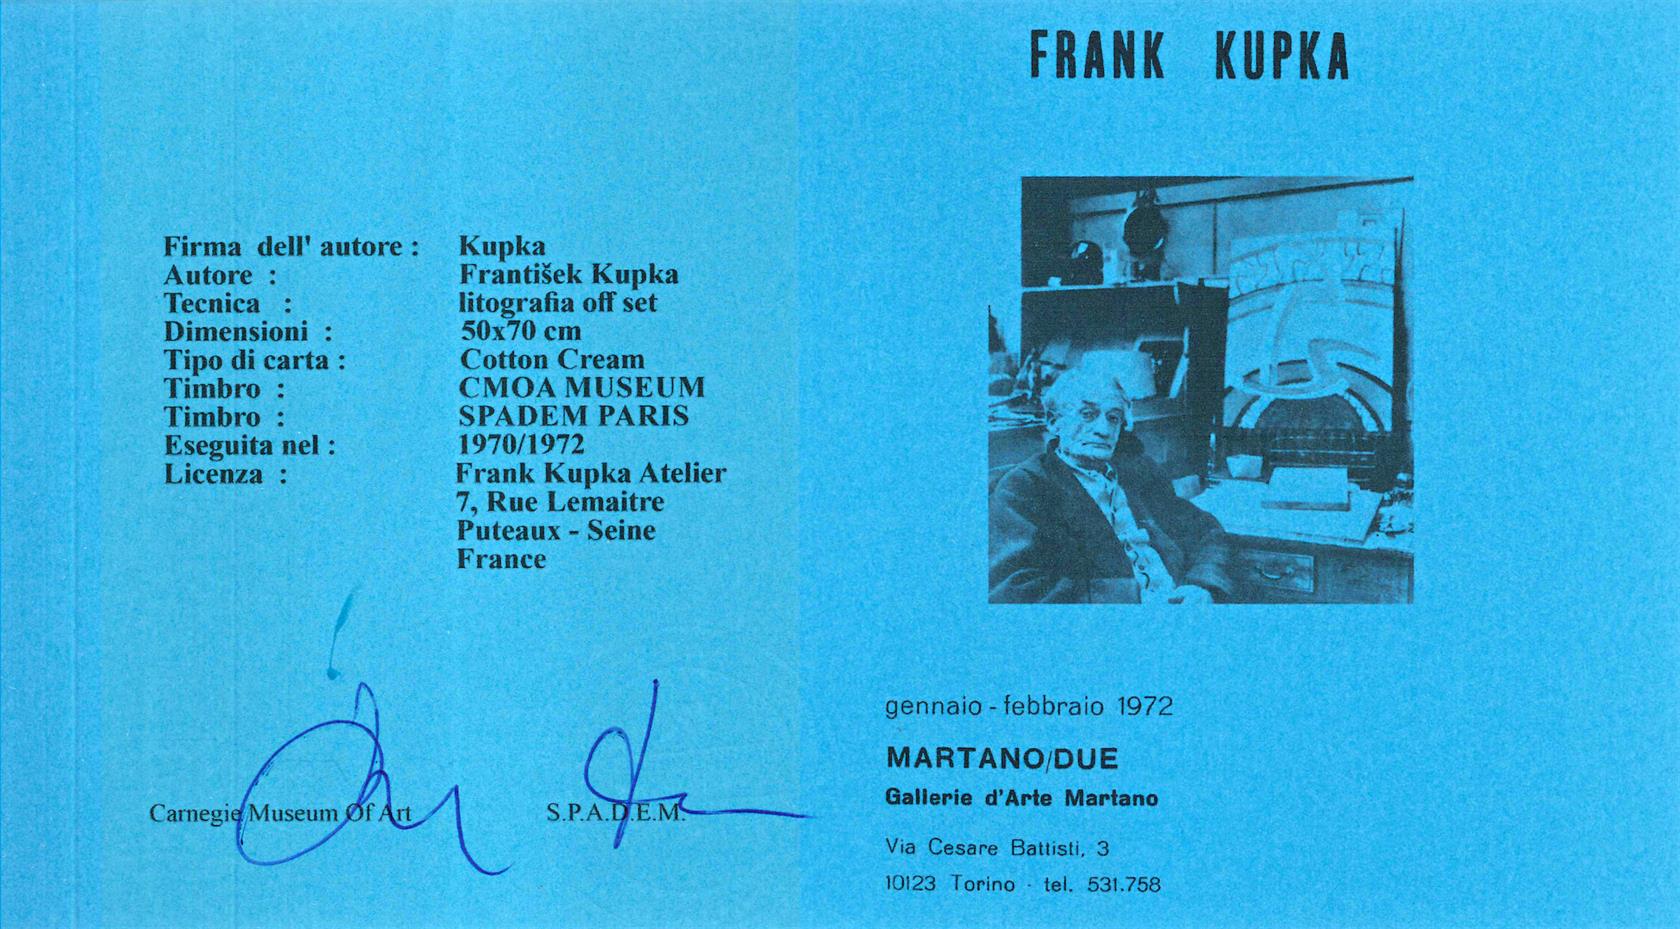 Firma dell' autore : Kupka
Autore : František Kupka
Tecnica : litografia off set
Dimensioni : 50x70 cm
Tipo di carta : Cotton Cream
Timbro : CMOA MUSEUM
Timbro : SPADEM PARIS
Eseguita nel : 1970/1972
Licenza : Frank Kupka Atelier
7, Rue Lemaitre
Puteaux - Seine
France
Carnegie Museum Of Art
S.P.A.D.E.M.
FRANK KUPKA
gennaio - febbraio 1972
MARTANO/DUE
Gallerie d'Arte Martano
Via Cesare Battisti, 3
10123 Torino - tel. 531.758